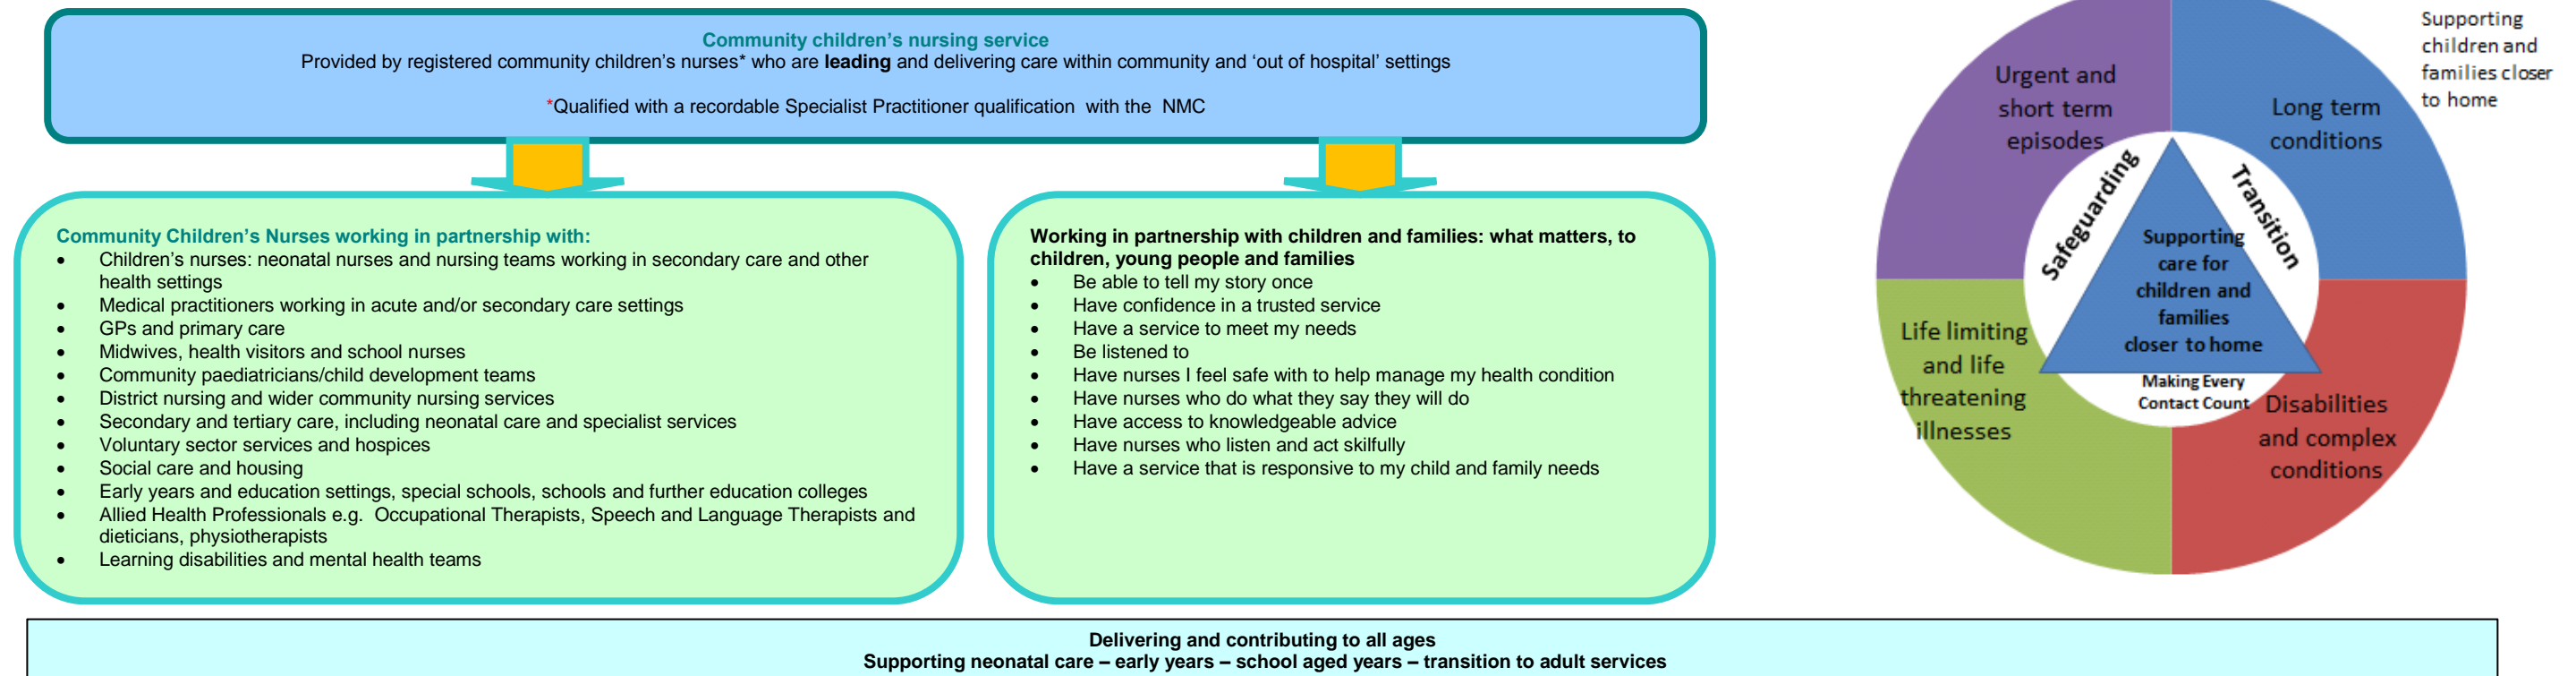 Community children's nursing service
Provided by registered community children's nurses* who are leading and delivering care within community and 'out of hospital' settings
*Qualified with a recordable Specialist Practitioner qualification with the NMC
Community Children's Nurses working in partnership with:
• Children's nurses: neonatal nurses and nursing teams working in secondary care and other
health settings
• Medical practitioners working in acute and/or secondary care settings
• GPs and primary care
• Midwives, health visitors and school nurses
• Community paediatricians/child development teams
• District nursing and wider community nursing services
• Secondary and tertiary care, including neonatal care and specialist services
• Voluntary sector services and hospices
• Social care and housing
• Early years and education settings, special schools, schools and further education colleges
• Allied Health Professionals e.g. Occupational Therapists, Speech and Language Therapists and
dieticians, physiotherapists
• Learning disabilities and mental health teams
Working in partnership with children and families: what matters, to
children, young people and families
• Be able to tell my story once
• Have confidence in a trusted service
• Have a service to meet my needs
• Be listened to
• Have nurses I feel safe with to help manage my health condition
• Have nurses who do what they say they will do
• Have access to knowledgeable advice
• Have nurses who listen and act skilfully
• Have a service that is responsive to my child and family needs
Supporting
children and
families closer
to home
Urgent and
short term
episodes
Long term
conditions
Safeguarding
Transition
Supporting
care for
children and
families
closer to home
Making Every
Contact Count
Life limiting
and life
threatening
illnesses
Disabilities
and complex
conditions
Delivering and contributing to all ages
Supporting neonatal care – early years – school aged years – transition to adult services